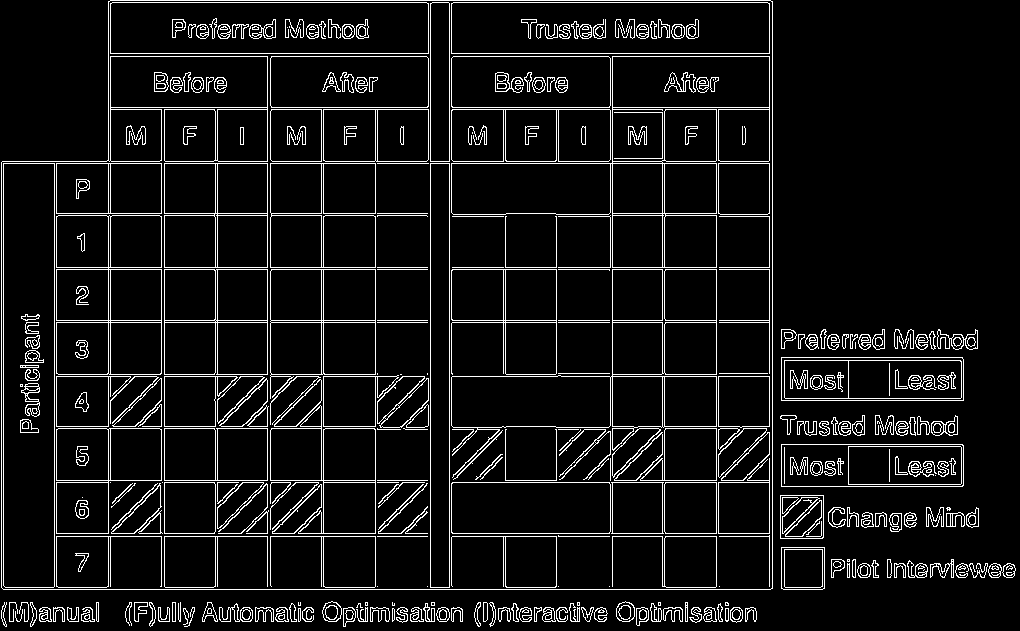 Preferred Method Trusted Method
Before After Before After
M F I M F I M F I M F I
Participant
P
1
2
3
4
5
6
7
Preferred Method
Most Least
Trusted Method
Most Least
Change Mind
Pilot Interviewee
(M)anual (F)ully Automatic Optimisation (I)nteractive Optimisation